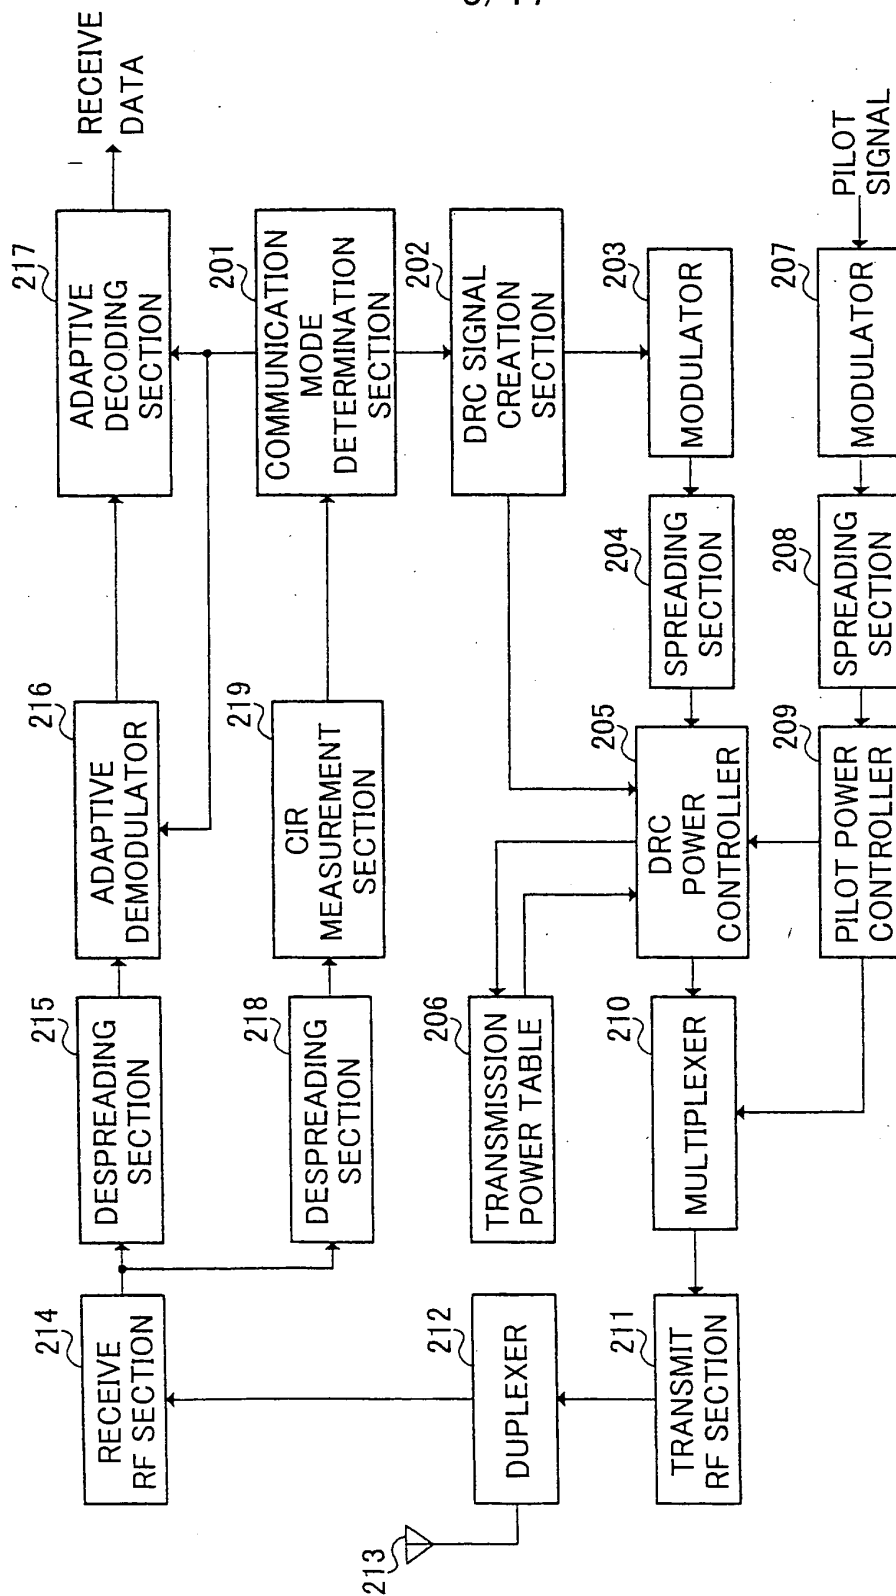 214
RECEIVE
RF SECTION
215
DESPREADING
SECTION
216
ADAPTIVE
DEMODULATOR
217
ADAPTIVE
DECODING
SECTION
RECEIVE
DATA
218
DESPREADING
SECTION
219
CIR
MEASUREMENT
SECTION
201
COMMUNICATION
MODE
DETERMINATION
SECTION
213
212
DUPLEXER
206
TRANSMISSION
POWER TABLE
202
DRC SIGNAL
CREATION
SECTION
211
TRANSMIT
RF SECTION
210
MULTIPLEXER
205
DRC
POWER
CONTROLLER
204
SPREADING
SECTION
203
MODULATOR
209
PILOT POWER
CONTROLLER
208
SPREADING
SECTION
207
MODULATOR
PILOT
SIGNAL